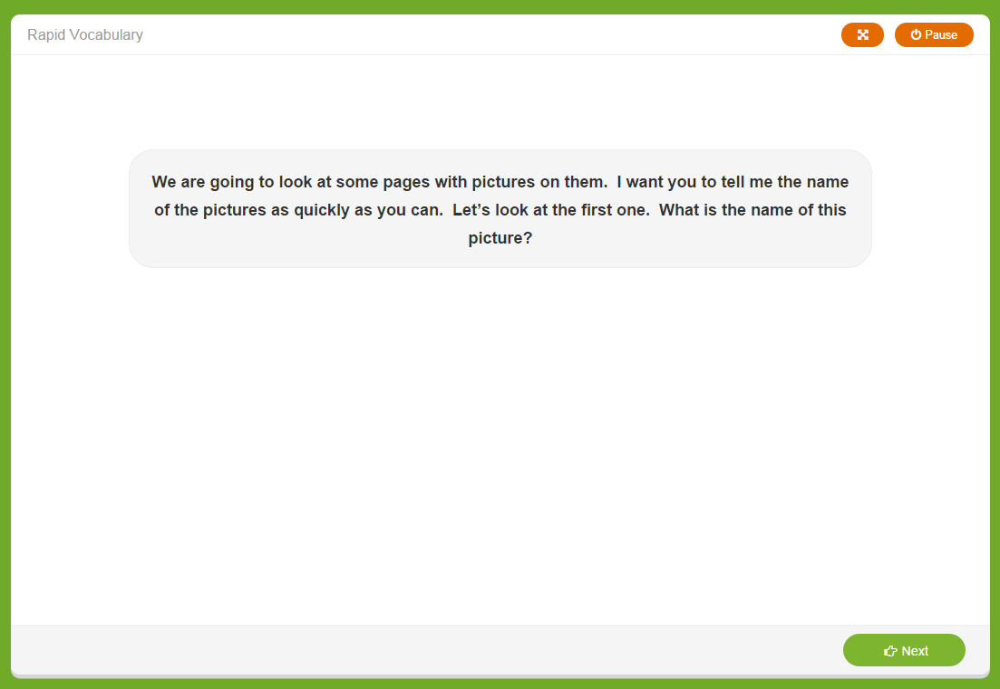 Rapid Vocabulary
Pause
We are going to look at some pages with pictures on them.  I want you to tell me the name
of the pictures as quickly as you can.  Let’s look at the first one.  What is the name of this
picture?
Next